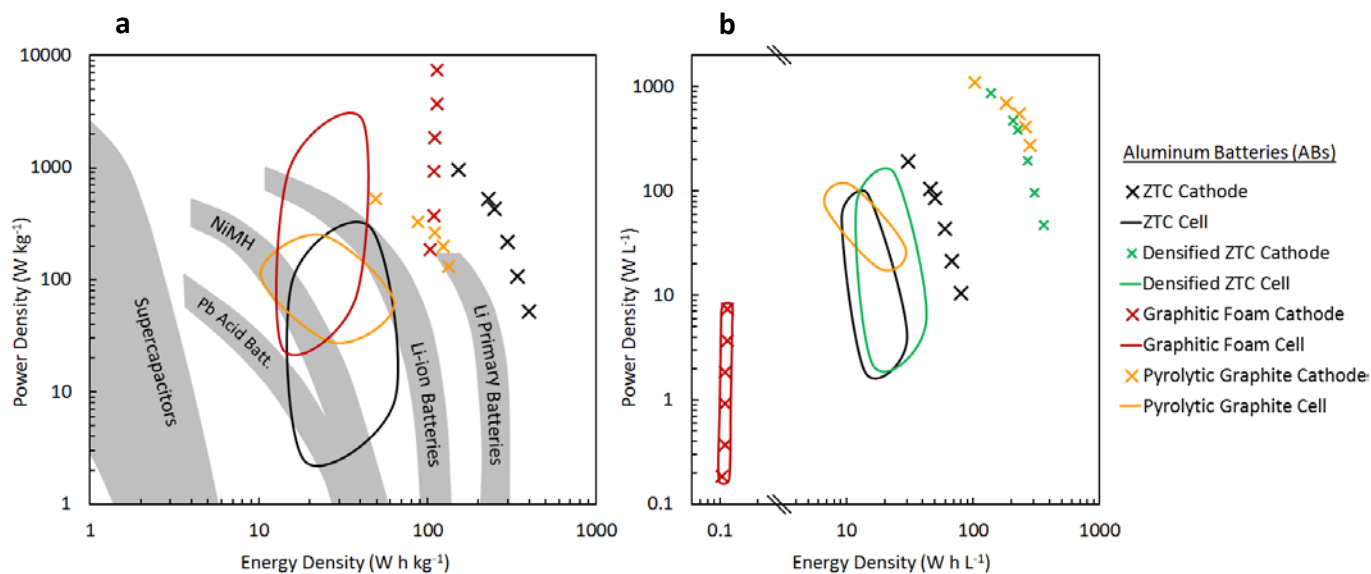 a
b
10000
1000
100
10
1
Power Density (W kg⁻¹)
Supercapacitors
Pb Acid Batt.
NiMH
Li-ion Batteries
Li Primary Batteries
1
10
100
1000
Energy Density (W h kg⁻¹)
1000
100
10
1
0.1
Power Density (W L⁻¹)
0.1
10
100
1000
Energy Density (W h L⁻¹)
Aluminum Batteries (ABs)
ZTC Cathode
ZTC Cell
Densified ZTC Cathode
Densified ZTC Cell
Graphitic Foam Cathode
Graphitic Foam Cell
Pyrolytic Graphite Cathode
Pyrolytic Graphite Cell